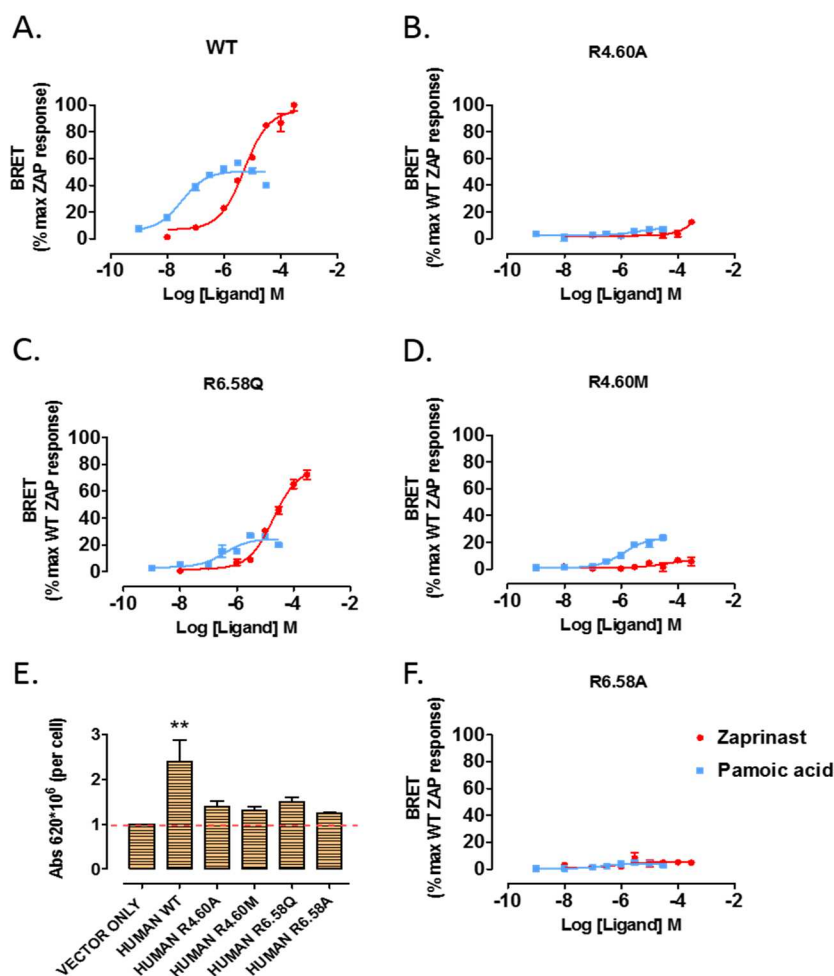 A.
WT
BRET
(% max ZAP response)
100
80
60
40
20
0
-10
-8
-6
-4
-2
Log [Ligand] M
B.
R4.60A
BRET
(% max WT ZAP response)
100
80
60
40
20
0
-10
-8
-6
-4
-2
Log [Ligand] M
C.
R6.58Q
BRET
(% max WT ZAP response)
100
80
60
40
20
0
-10
-8
-6
-4
-2
Log [Ligand] M
D.
R4.60M
BRET
(% max WT ZAP response)
100
80
60
40
20
0
-10
-8
-6
-4
-2
Log [Ligand] M
E.
Abs 620*10⁶ (per cell)
3
2
1
0
**
VECTOR ONLY
HUMAN WT
HUMAN R4.60A
HUMAN R4.60M
HUMAN R6.58Q
HUMAN R6.58A
F.
R6.58A
BRET
(% max WT ZAP response)
100
80
60
40
20
0
-10
-8
-6
-4
-2
Log [Ligand] M
Zaprinast
Pamoic acid